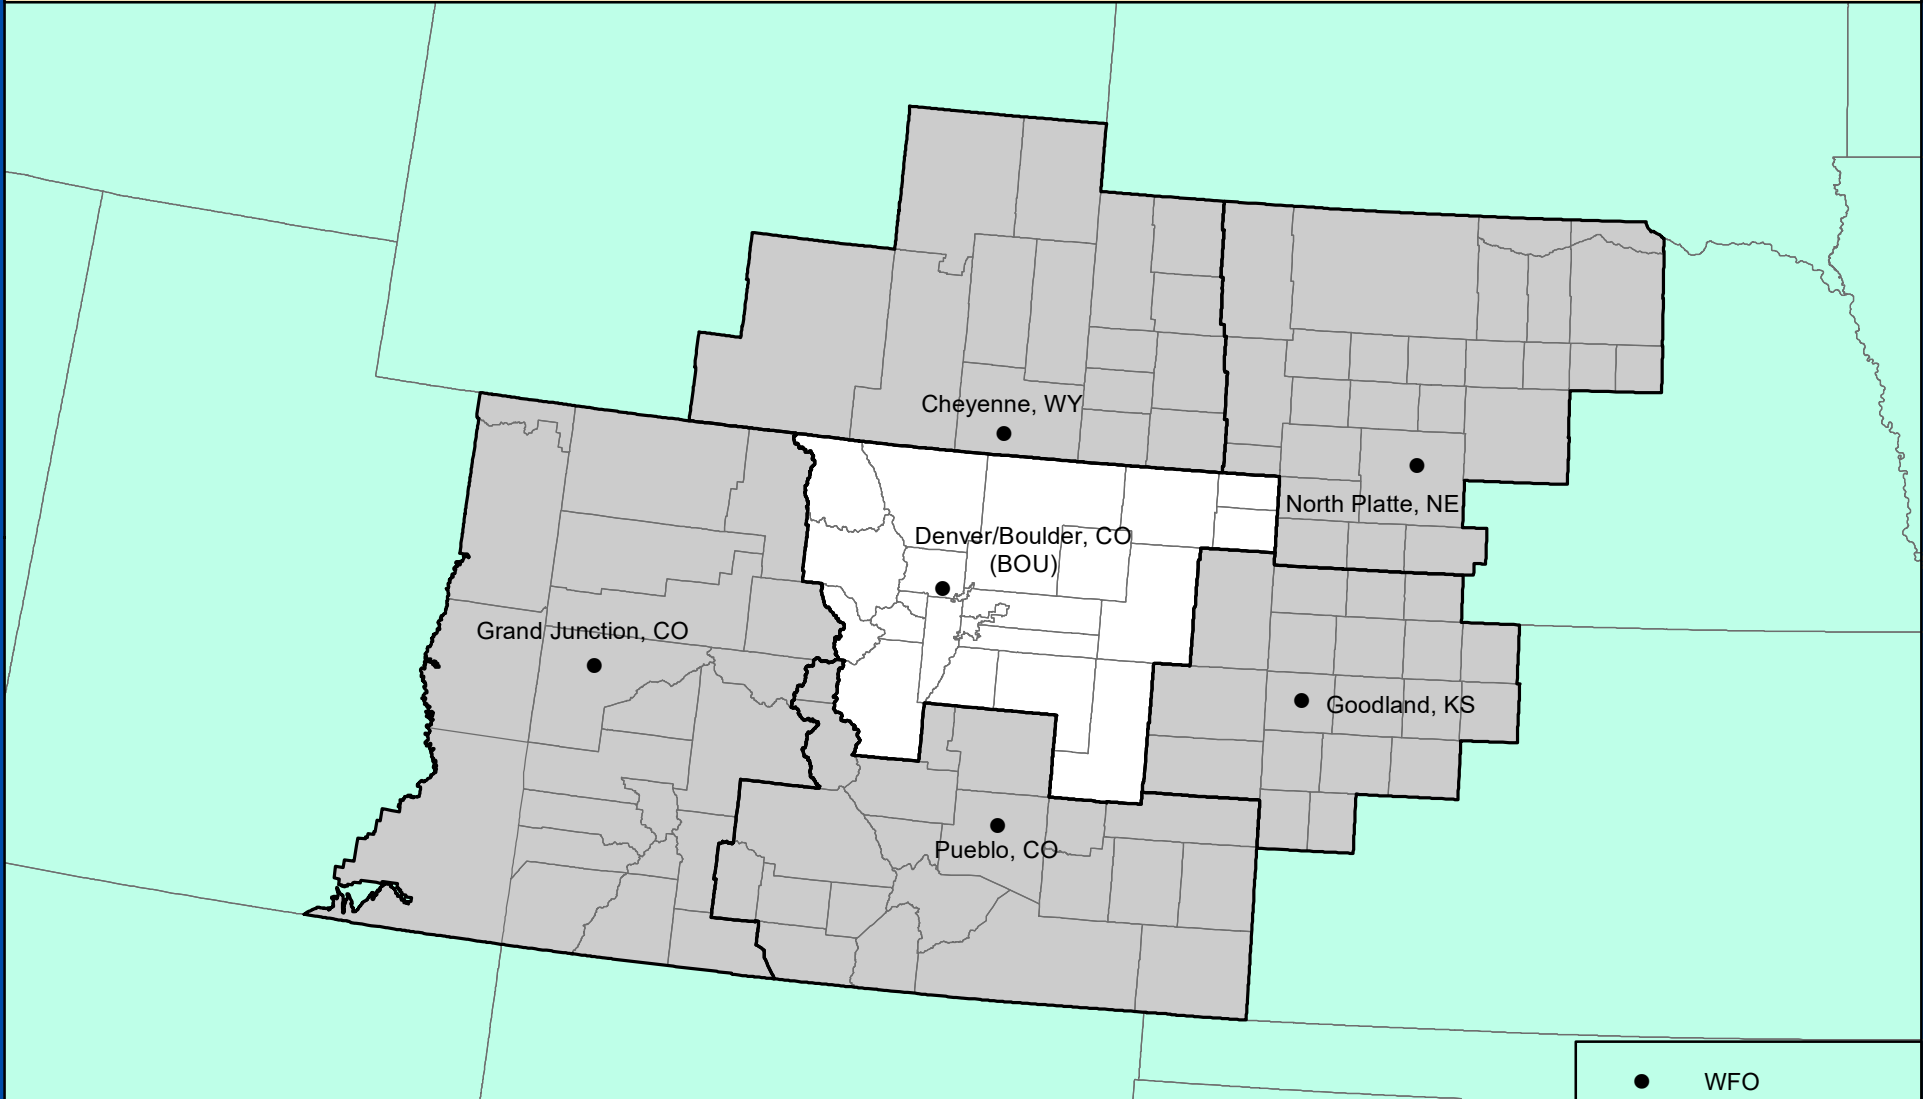 Cheyenne, WY
North Platte, NE
Denver/Boulder, CO
(BOU)
Grand Junction, CO
Goodland, KS
Pueblo, CO
WFO